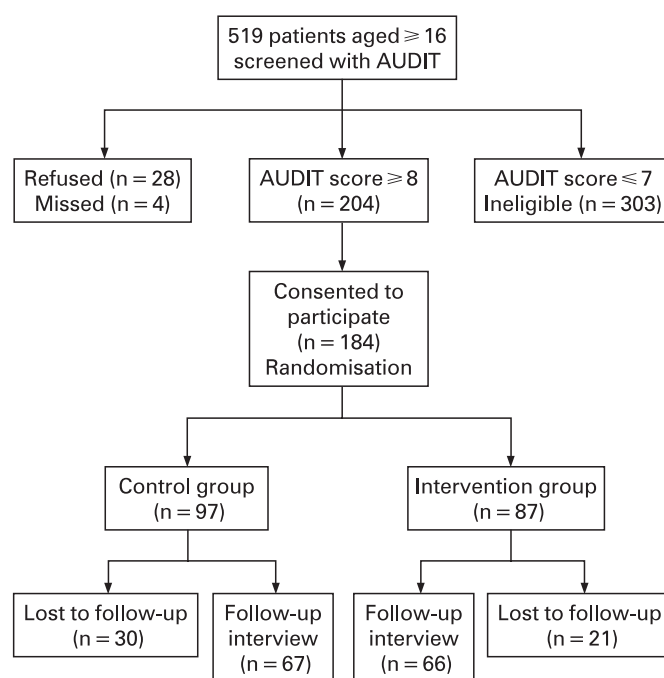 519 patients aged ⩾ 16
screened with AUDIT
Refused (n = 28)
Missed (n = 4)
AUDIT score ⩾ 8
(n = 204)
AUDIT score ⩽ 7
Ineligible (n = 303)
Consented to
participate
(n = 184)
Randomisation
Control group
(n = 97)
Intervention group
(n = 87)
Lost to follow-up
(n = 30)
Follow-up
interview
(n = 67)
Follow-up
interview
(n = 66)
Lost to follow-up
(n = 21)